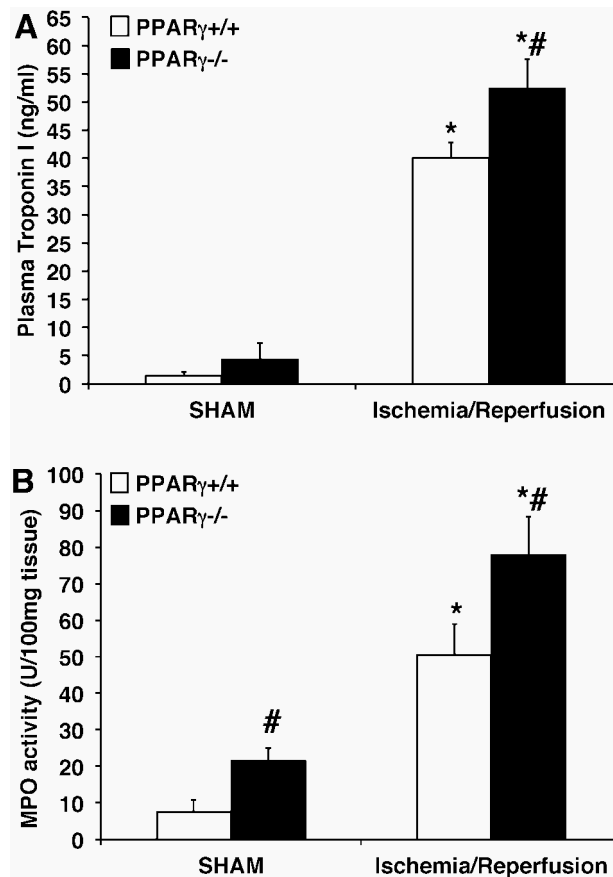 A
PPARγ+/+
PPARγ-/-
Plasma Troponin I (ng/ml)
65
60
55
50
45
40
35
30
25
20
15
10
5
0
*
*#
SHAM
Ischemia/Reperfusion
B
PPARγ+/+
PPARγ-/-
MPO activity (U/100mg tissue)
100
90
80
70
60
50
40
30
20
10
0
#
*
*#
SHAM
Ischemia/Reperfusion